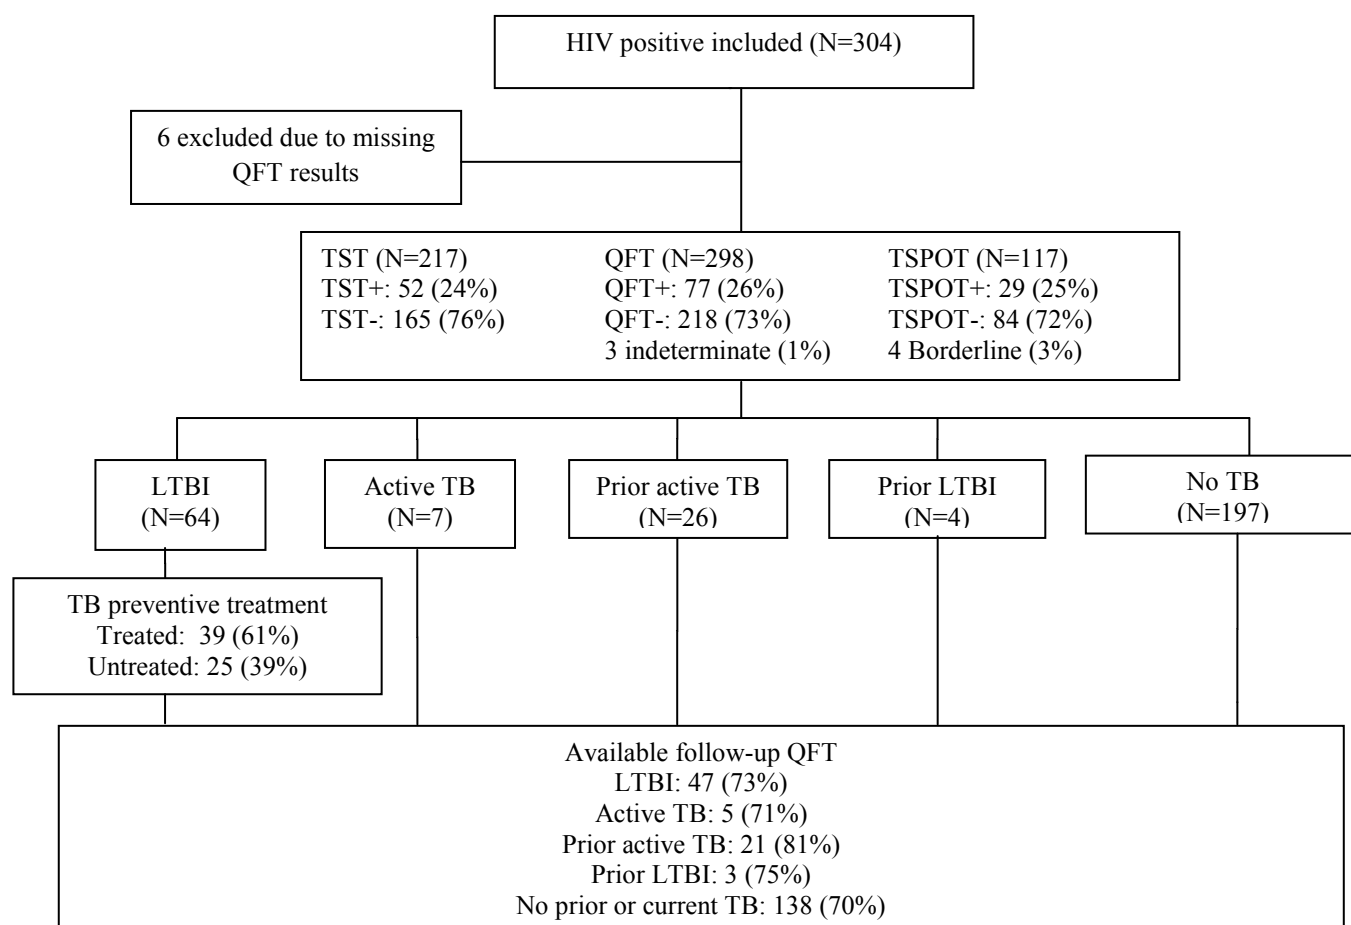 HIV positive included (N=304)
6 excluded due to missing
QFT results
TST (N=217)
TST+: 52 (24%)
TST-: 165 (76%)
QFT (N=298)
QFT+: 77 (26%)
QFT-: 218 (73%)
3 indeterminate (1%)
TSPOT (N=117)
TSPOT+: 29 (25%)
TSPOT-: 84 (72%)
4 Borderline (3%)
LTBI
(N=64)
Active TB
(N=7)
Prior active TB
(N=26)
Prior LTBI
(N=4)
No TB
(N=197)
TB preventive treatment
Treated: 39 (61%)
Untreated: 25 (39%)
Available follow-up QFT
LTBI: 47 (73%)
Active TB: 5 (71%)
Prior active TB: 21 (81%)
Prior LTBI: 3 (75%)
No prior or current TB: 138 (70%)